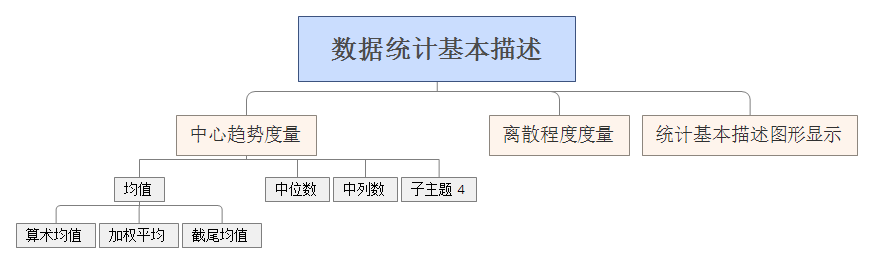 数据统计基本描述
中心趋势度量
离散程度度量
统计基本描述图形显示
均值
中位数
中列数
子主题 4
算术均值
加权平均
截尾均值